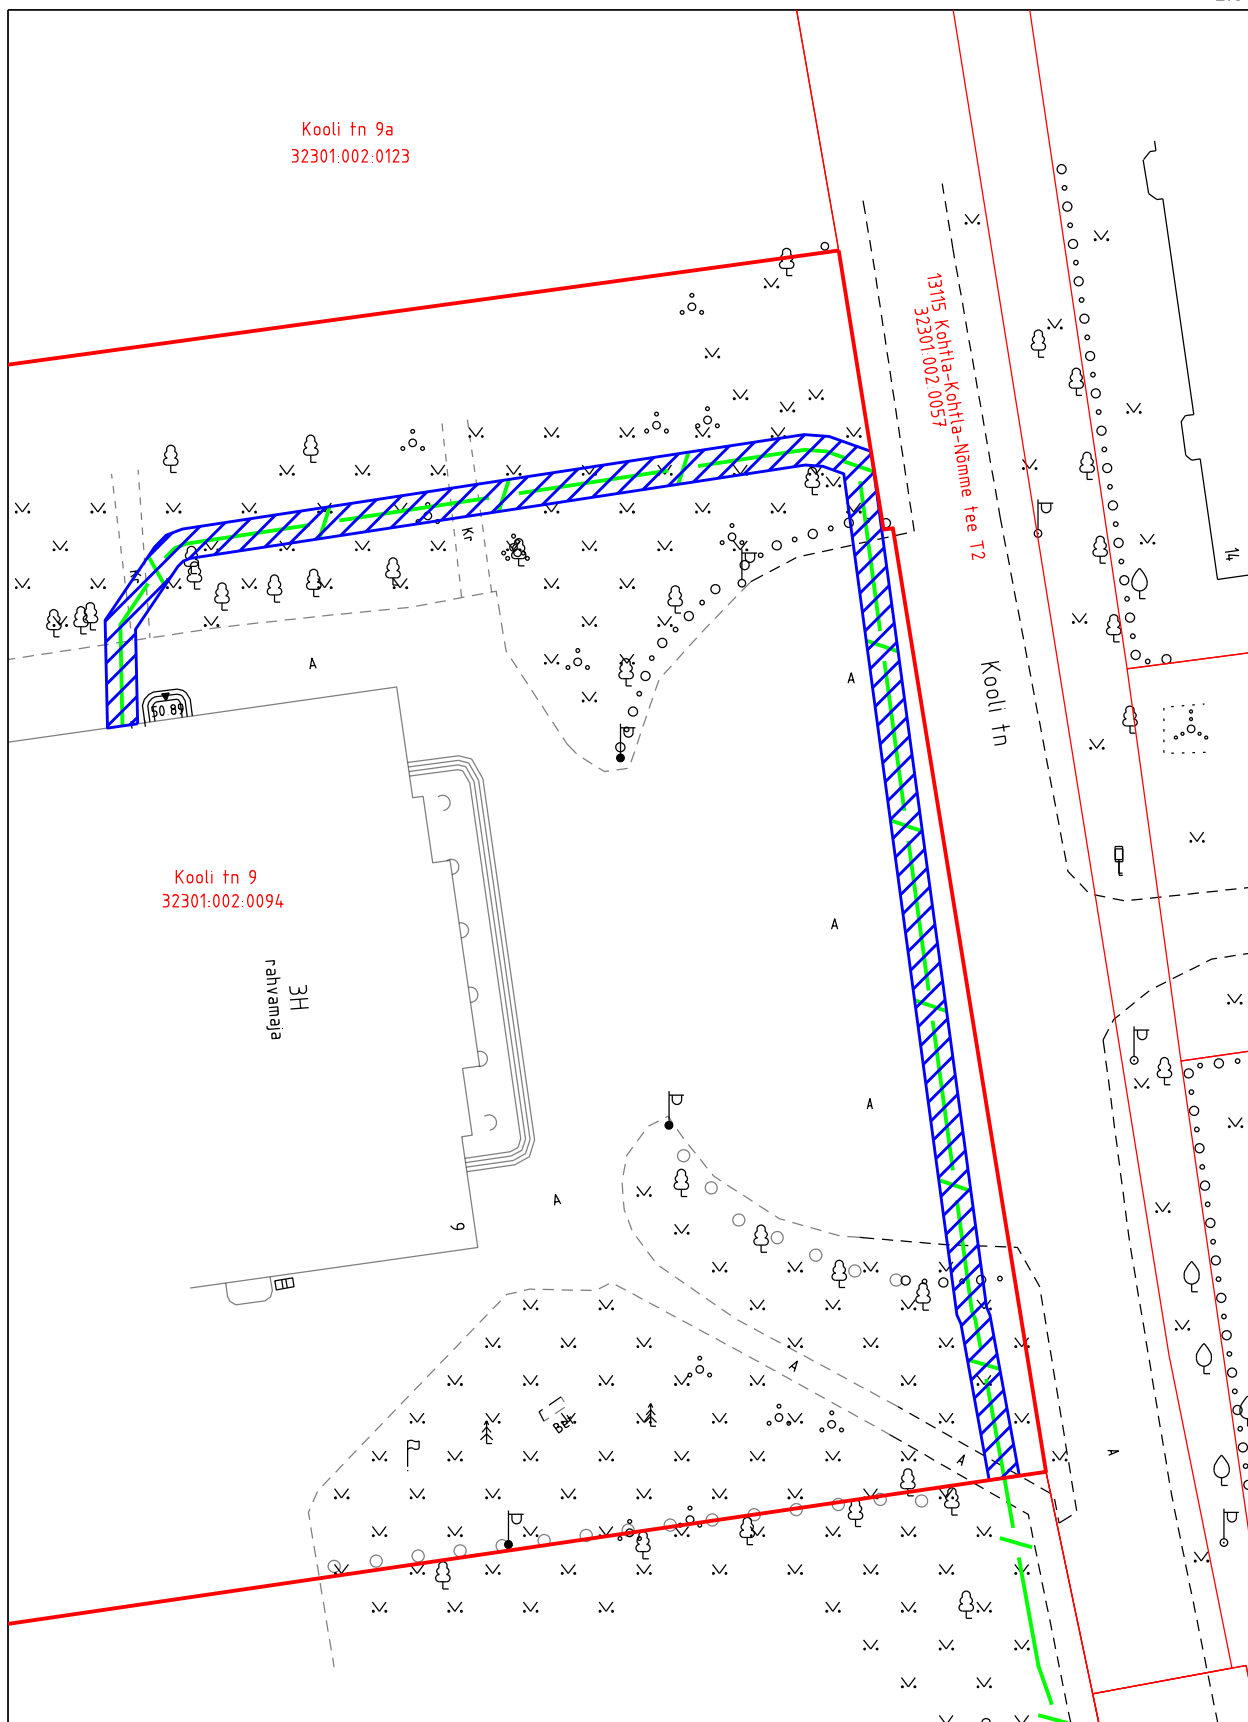 Kooli tn 9a
32301:002:0123
13115 Kohtla-Kohtla-Nõmme tee T2
32301:002:0057
Kr
Kr
14
A
A
Kooli tn
50 89
Kooli tn 9
32301:002:0094
3H
rahvamaja
A
A
A
9
A
A
A
Bet